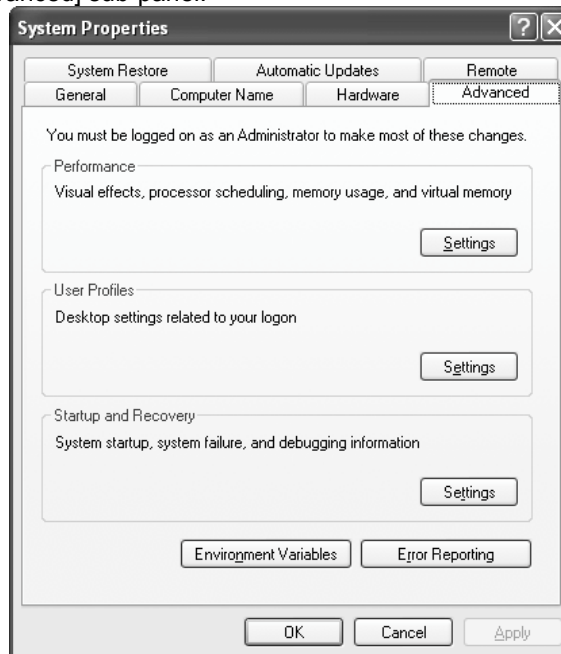 System Properties
System Restore Automatic Updates Remote
General Computer Name Hardware Advanced
You must be logged on as an Administrator to make most of these changes.
Performance
Visual effects, processor scheduling, memory usage, and virtual memory
Settings
User Profiles
Desktop settings related to your logon
Settings
Startup and Recovery
System startup, system failure, and debugging information
Settings
Environment Variables Error Reporting
OK Cancel Apply